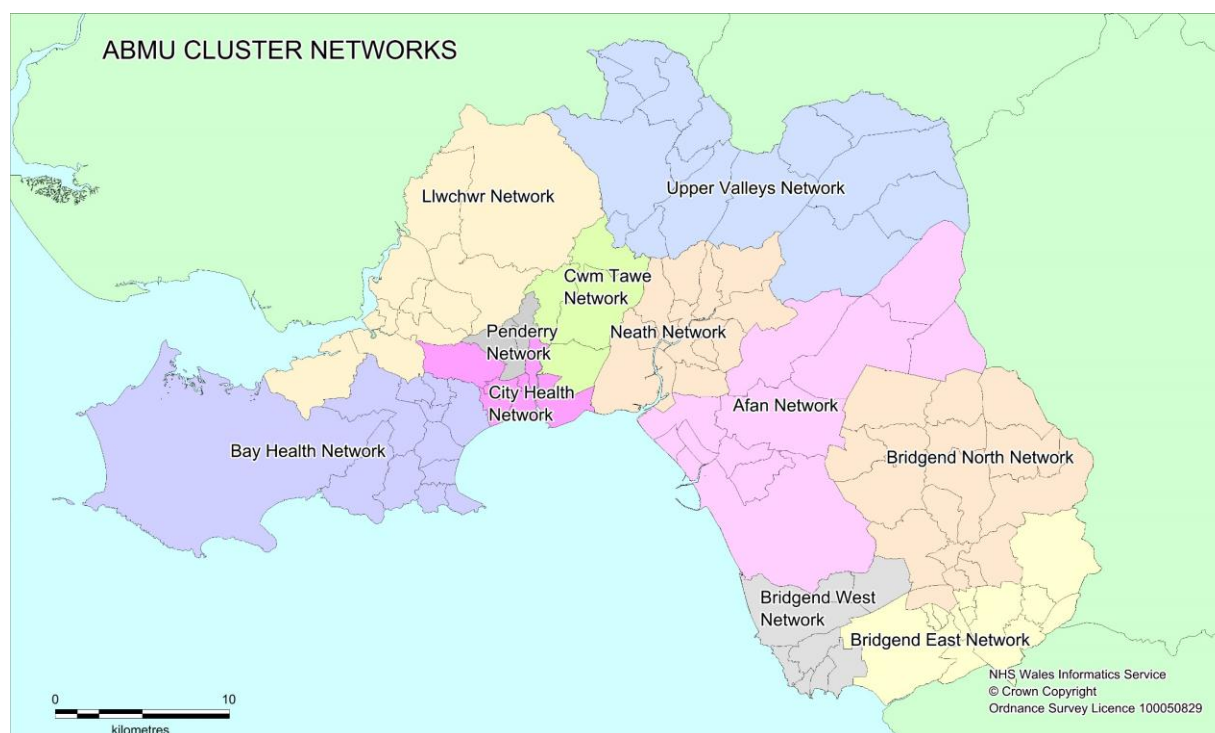 ABMU CLUSTER NETWORKS
Llwchwr Network
Upper Valleys Network
Cwm Tawe
Network
Penderry
Network
Neath Network
City Health
Network
Afan Network
Bay Health Network
Bridgend North Network
Bridgend West
Network
Bridgend East Network
NHS Wales Informatics Service
© Crown Copyright
Ordnance Survey Licence 100050829
0 10
kilometres